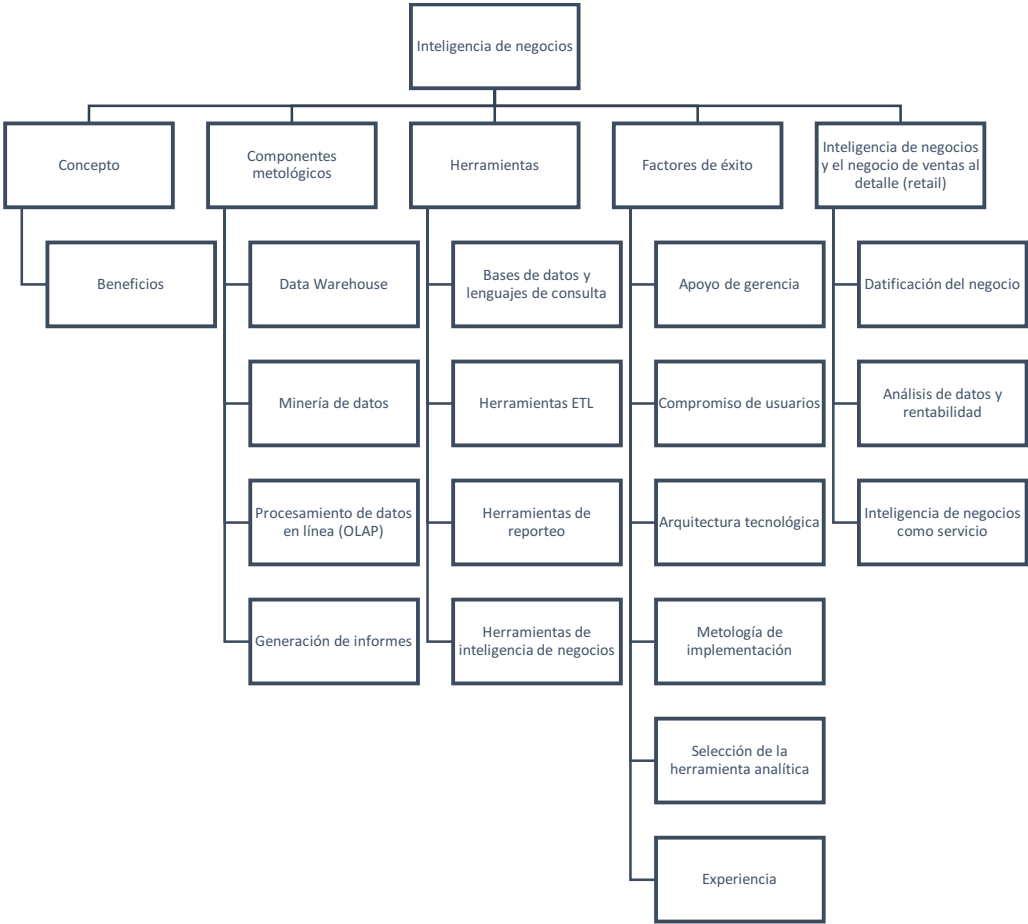 Inteligencia de negocios
Concepto
Beneficios
Componentes
metológicos
Data Warehouse
Minería de datos
Procesamiento de datos
en línea (OLAP)
Generación de informes
Herramientas
Bases de datos y
lenguajes de consulta
Herramientas ETL
Herramientas de
reporteo
Herramientas de
inteligencia de negocios
Factores de éxito
Apoyo de gerencia
Compromiso de usuarios
Arquitectura tecnológica
Metología de
implementación
Selección de la
herramienta analítica
Experiencia
Inteligencia de negocios
y el negocio de ventas al
detalle (retail)
Datificación del negocio
Análisis de datos y
rentabilidad
Inteligencia de negocios
como servicio